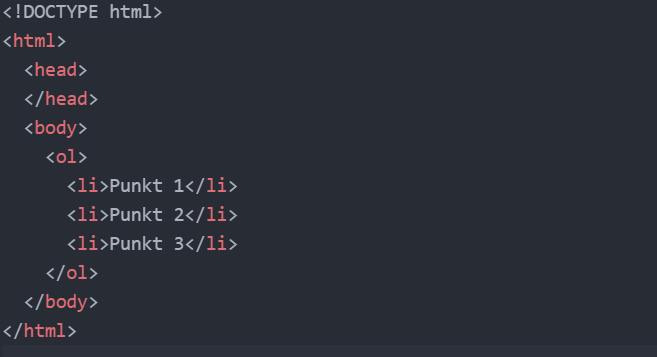 <!DOCTYPE html>
<html>
  <head>
  </head>
  <body>
    <ol>
      <li>Punkt 1</li>
      <li>Punkt 2</li>
      <li>Punkt 3</li>
    </ol>
  </body>
</html>